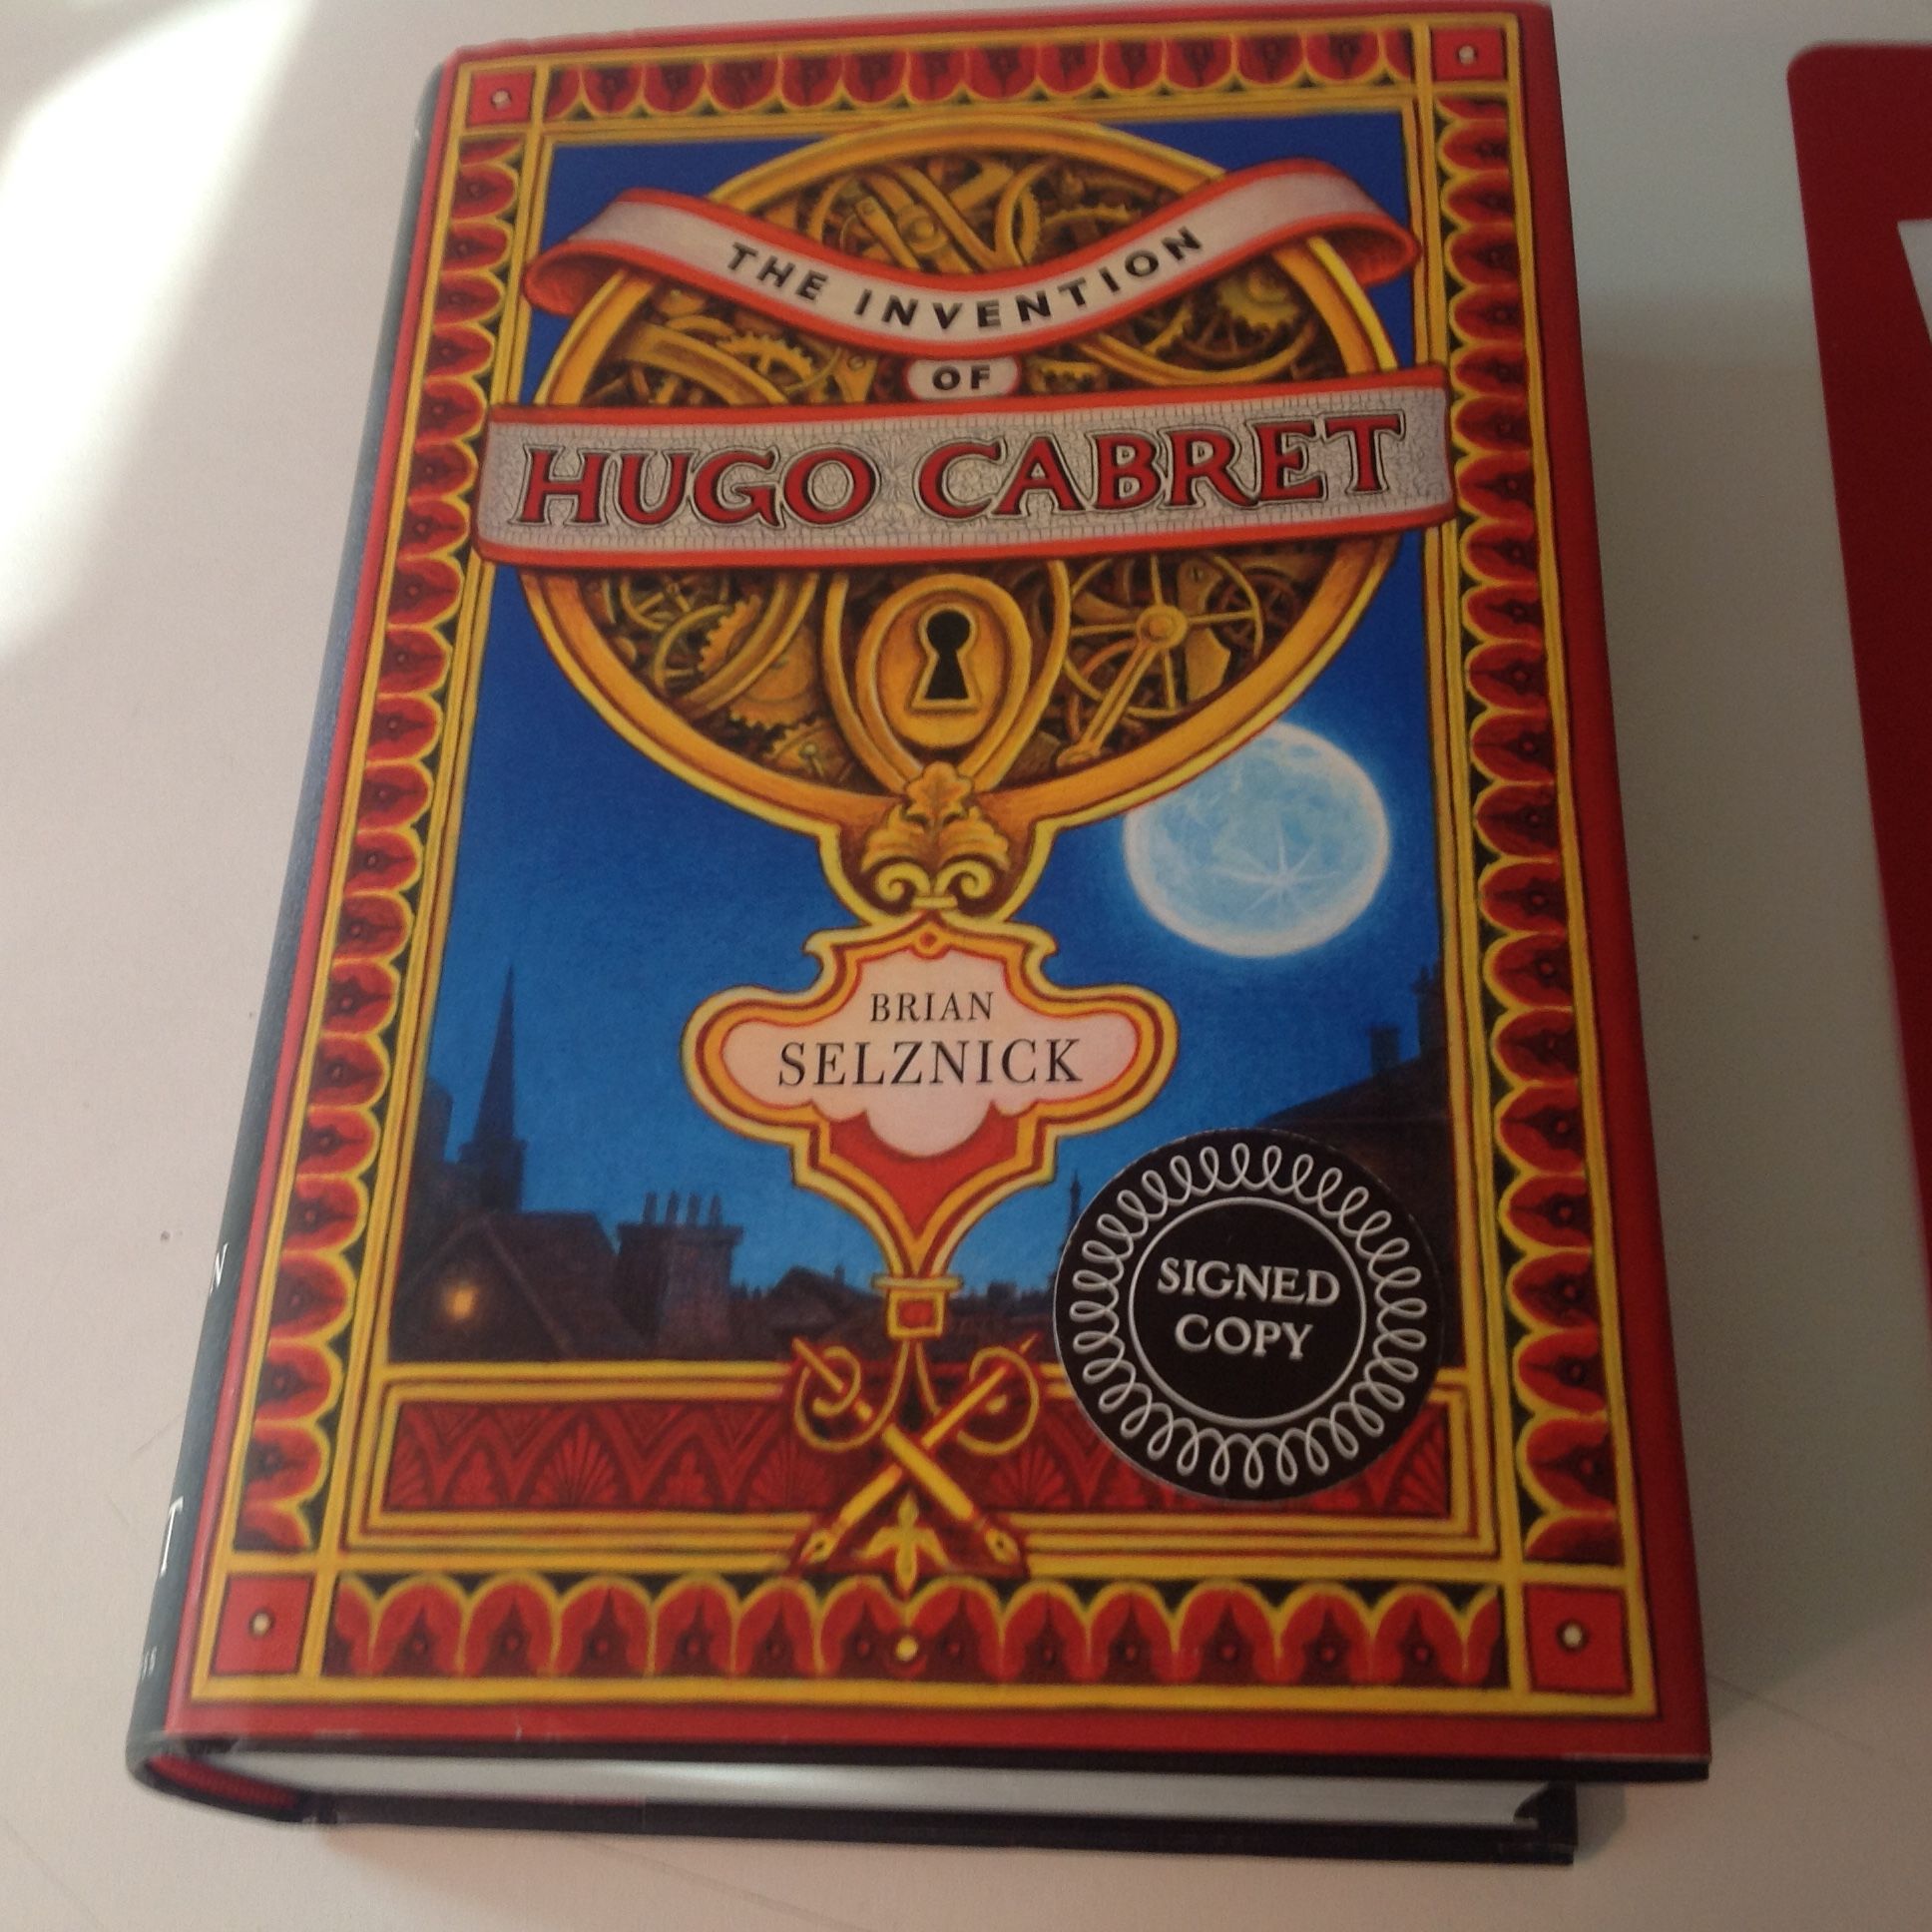 THE INVENTION
OF
HUGO CABRET
BRIAN
SELZNICK
SIGNED
COPY